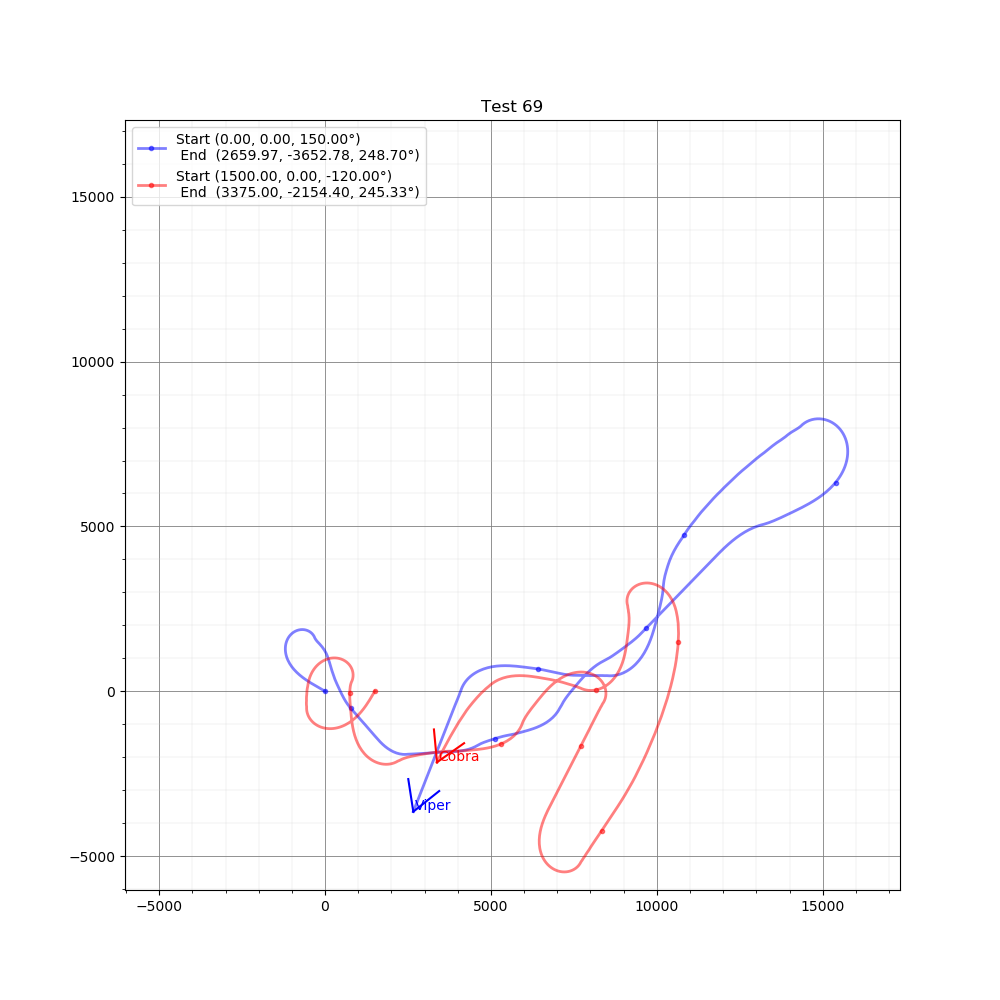 Test 69
Start (0.00, 0.00, 150.00°)
End (2659.97, -3652.78, 248.70°)
Start (1500.00, 0.00, -120.00°)
End (3375.00, -2154.40, 245.33°)
15000
10000
5000
0
−5000
Cobra
Viper
−5000
0
5000
10000
15000